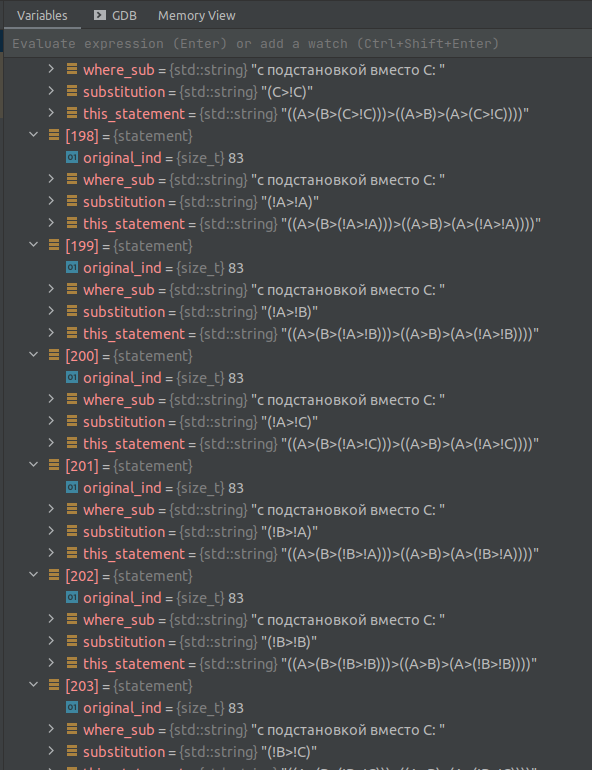 Variables GDB Memory View
Evaluate expression (Enter) or add a watch (Ctrl+Shift+Enter)
where_sub = {std::string} "с подстановкой вместо C: "
substitution = {std::string} "(C>!C)"
this_statement = {std::string} "((A>(B>(C>!C)))>((A>B)>(A>(C>!C))))"
[198] = {statement}
original_ind = {size_t} 83
where_sub = {std::string} "с подстановкой вместо C: "
substitution = {std::string} "(!A>!A)"
this_statement = {std::string} "((A>(B>(!A>!A)))>((A>B)>(A>(!A>!A))))"
[199] = {statement}
original_ind = {size_t} 83
where_sub = {std::string} "с подстановкой вместо C: "
substitution = {std::string} "(!A>!B)"
this_statement = {std::string} "((A>(B>(!A>!B)))>((A>B)>(A>(!A>!B))))"
[200] = {statement}
original_ind = {size_t} 83
where_sub = {std::string} "с подстановкой вместо C: "
substitution = {std::string} "(!A>!C)"
this_statement = {std::string} "((A>(B>(!A>!C)))>((A>B)>(A>(!A>!C))))"
[201] = {statement}
original_ind = {size_t} 83
where_sub = {std::string} "с подстановкой вместо C: "
substitution = {std::string} "(!B>!A)"
this_statement = {std::string} "((A>(B>(!B>!A)))>((A>B)>(A>(!B>!A))))"
[202] = {statement}
original_ind = {size_t} 83
where_sub = {std::string} "с подстановкой вместо C: "
substitution = {std::string} "(!B>!B)"
this_statement = {std::string} "((A>(B>(!B>!B)))>((A>B)>(A>(!B>!B))))"
[203] = {statement}
original_ind = {size_t} 83
where_sub = {std::string} "с подстановкой вместо C: "
substitution = {std::string} "(!B>!C)"